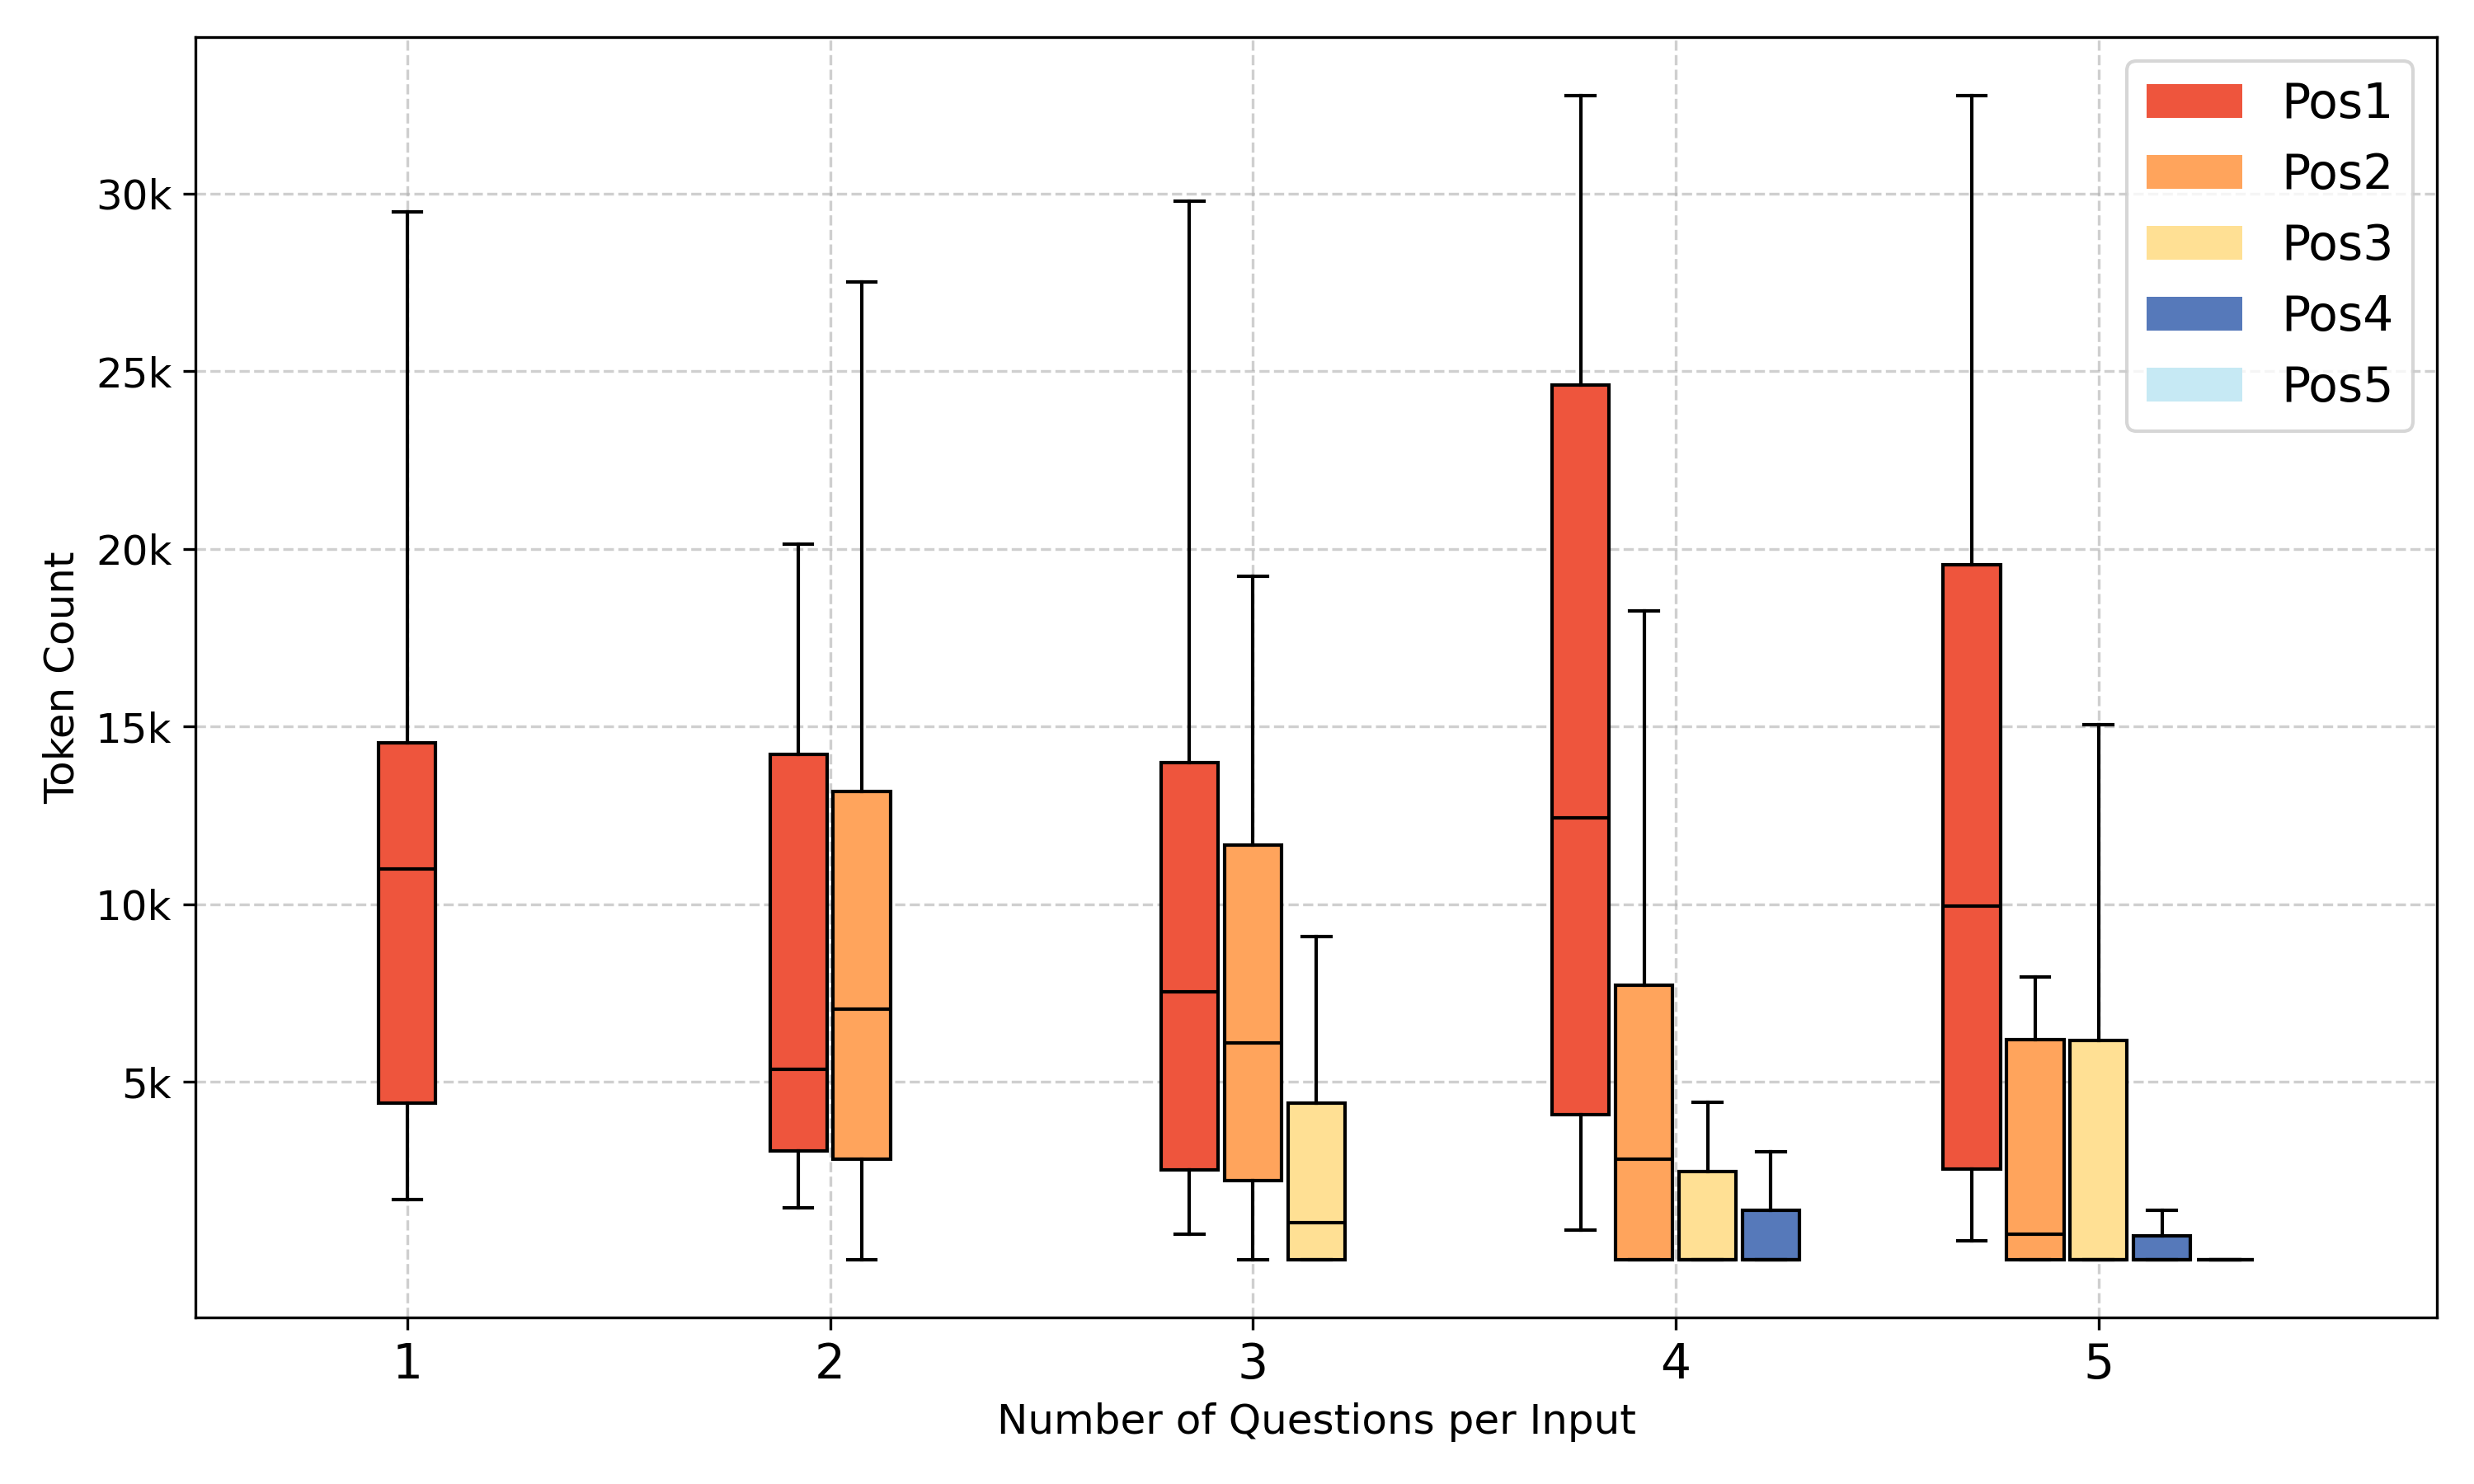 Pos1
Pos2
Pos3
Pos4
Pos5
30k
25k
20k
15k
10k
5k
Token Count
1 2 3 4 5
Number of Questions per Input